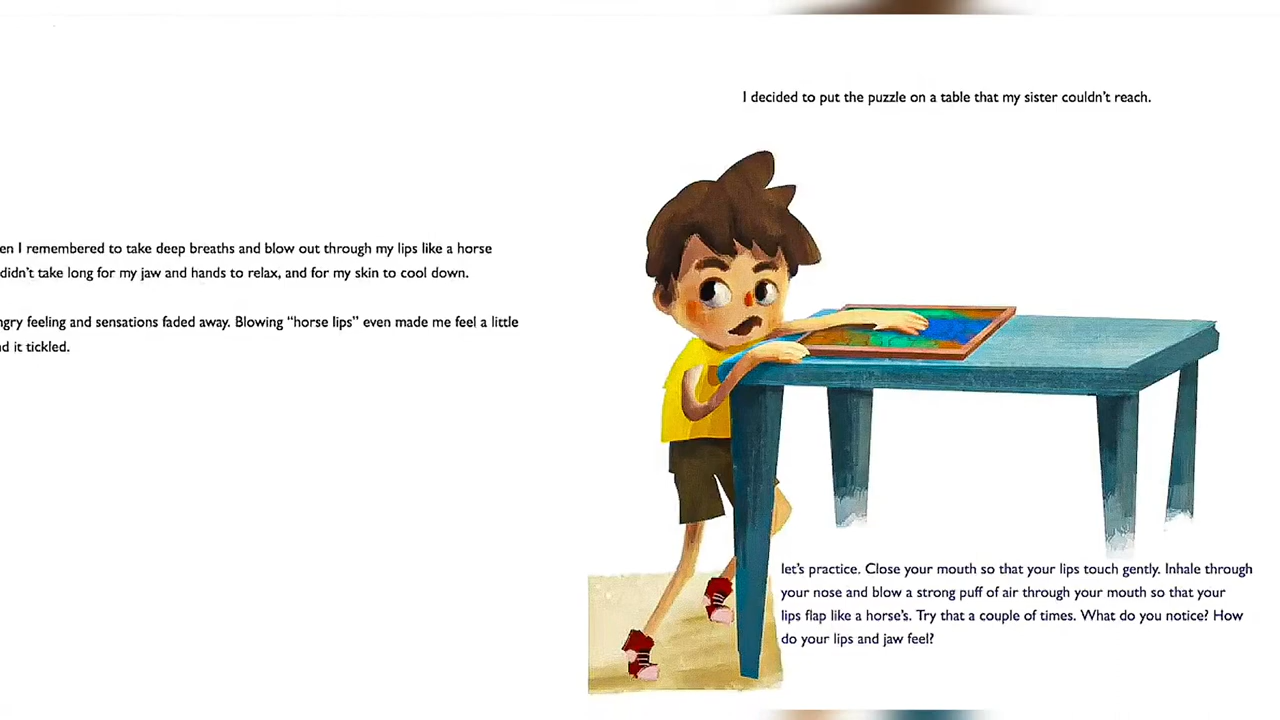 en I remembered to take deep breaths and blow out through my lips like a horse
didn't take long for my jaw and hands to relax, and for my skin to cool down.
ngry feeling and sensations faded away. Blowing “horse lips” even made me feel a little
d it tickled.
I decided to put the puzzle on a table that my sister couldn't reach.
let's practice. Close your mouth so that your lips touch gently. Inhale through
your nose and blow a strong puff of air through your mouth so that your
lips flap like a horse's. Try that a couple of times. What do you notice? How
do your lips and jaw feel?